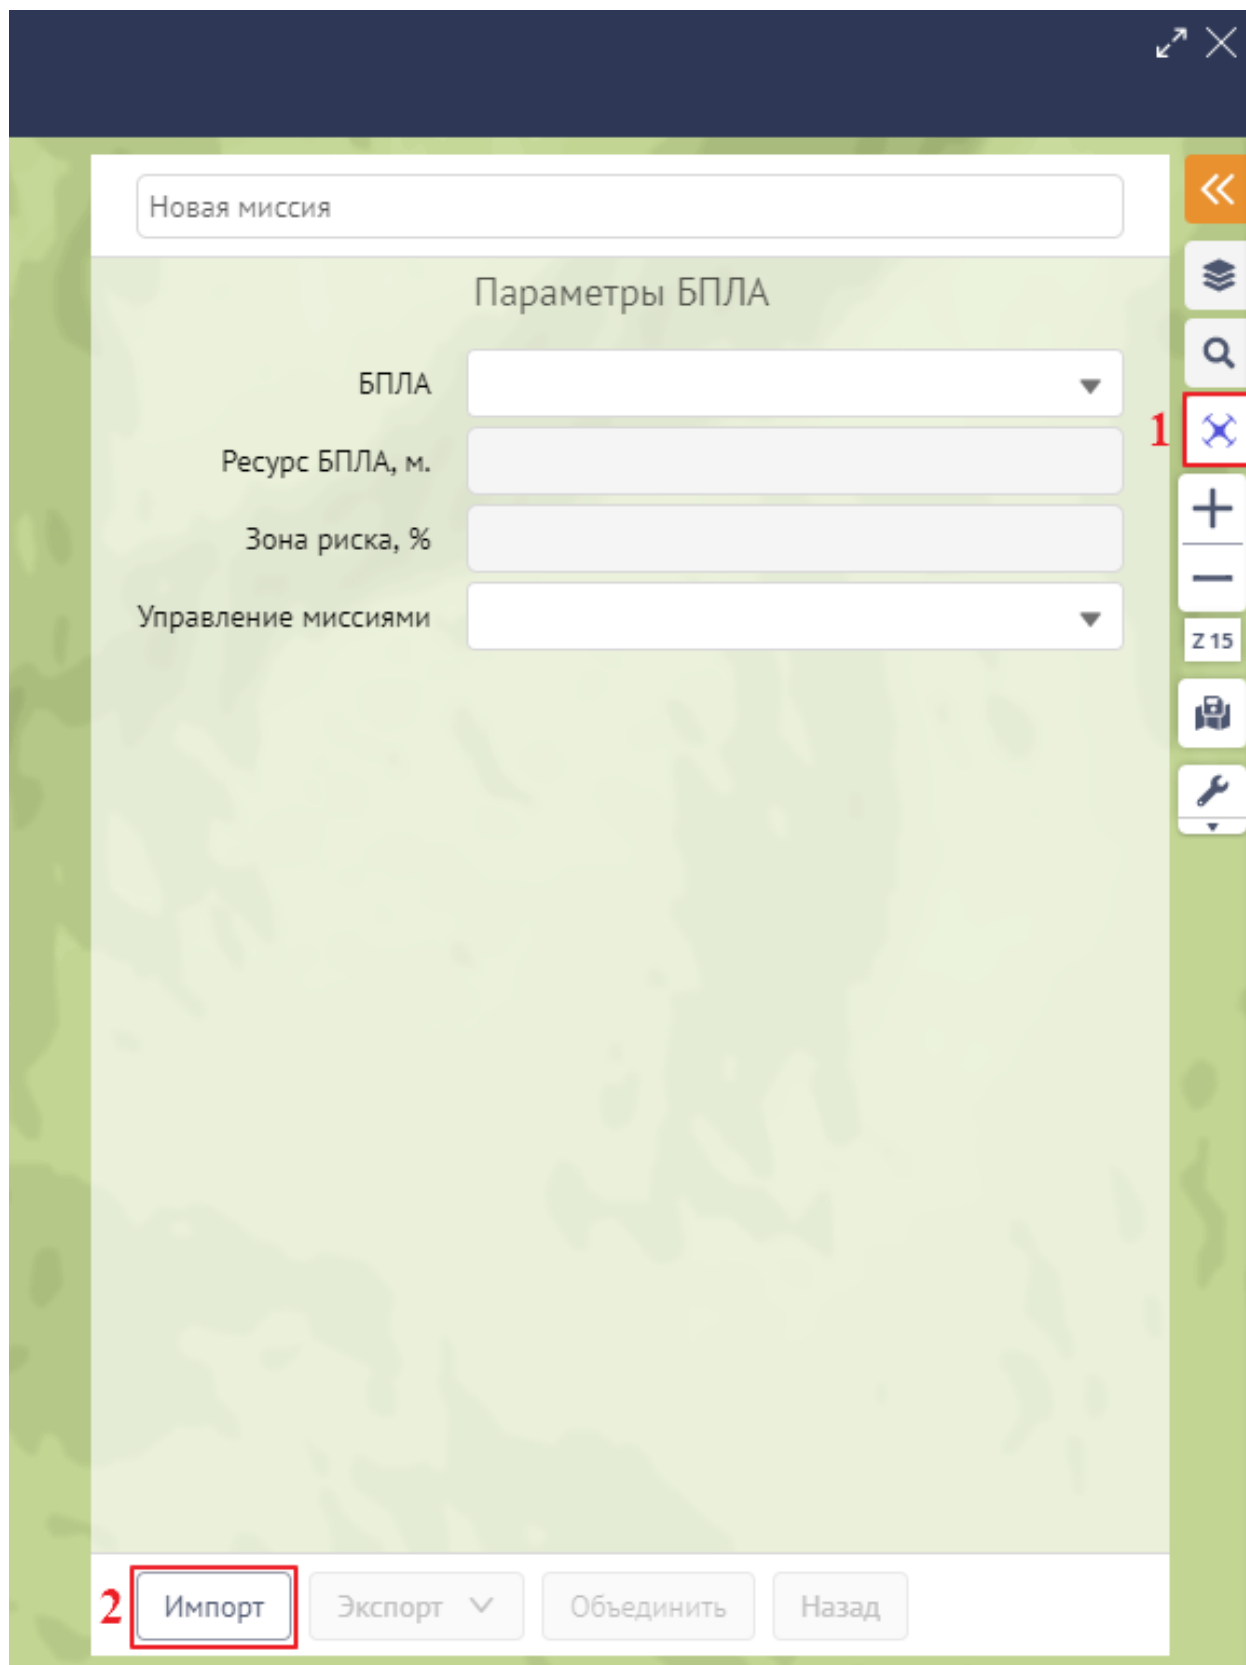 Новая миссия
Параметры БПЛА
БПЛА
1
Ресурс БПЛА, м.
Зона риска, %
Управление миссиями
Z 15
2
Импорт
Экспорт
Объединить
Назад